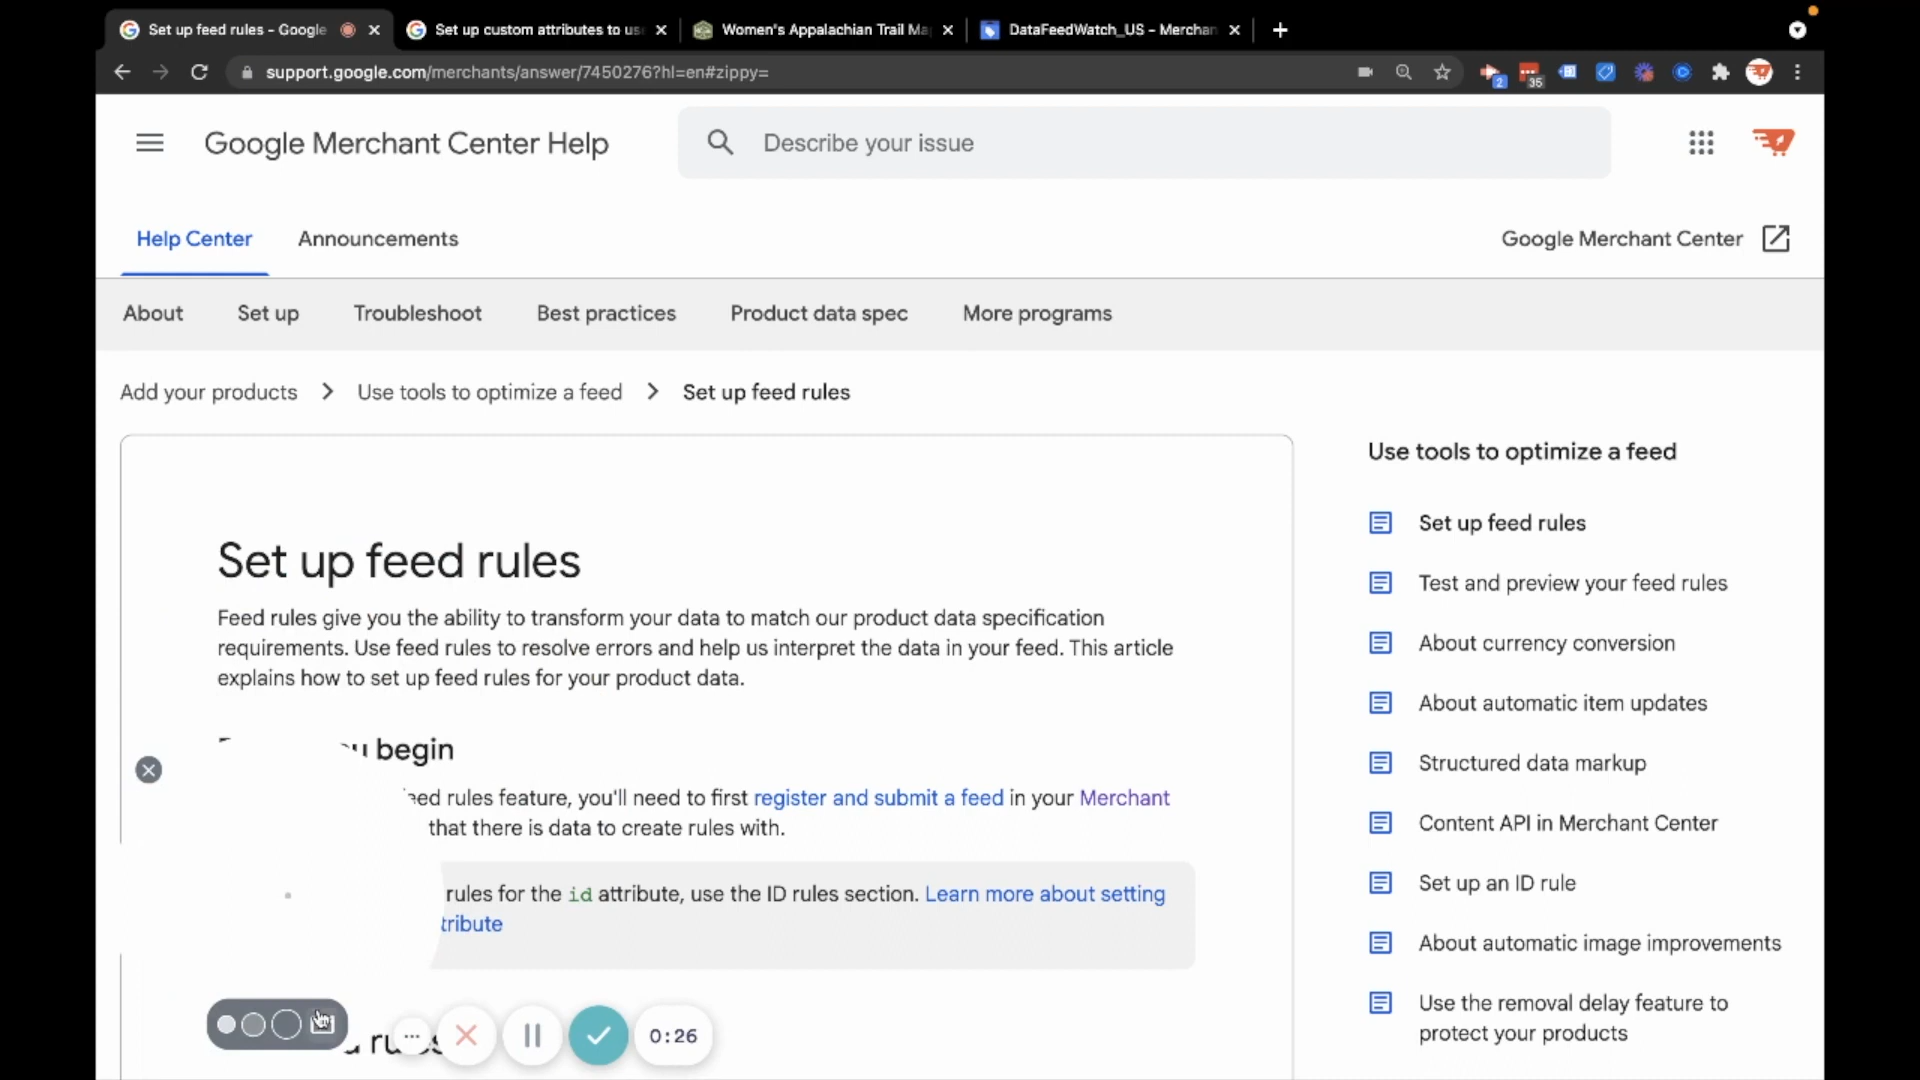 Set up feed rules - Google
Set up custom attributes to us
Women's Appalachian Trail Ma
DataFeedWatch_US - Merchan
support.google.com/merchants/answer/7450276?hl=en#zippy=
2
35
Google Merchant Center Help
Describe your issue
Help Center
Announcements
Google Merchant Center
About
Set up
Troubleshoot
Best practices
Product data spec
More programs
Add your products > Use tools to optimize a feed > Set up feed rules
Set up feed rules
Feed rules give you the ability to transform your data to match our product data specification
requirements. Use feed rules to resolve errors and help us interpret the data in your feed. This article
explains how to set up feed rules for your product data.
begin
eed rules feature, you'll need to first register and submit a feed in your Merchant
that there is data to create rules with.
rules for the id attribute, use the ID rules section. Learn more about setting
tribute
0:26
Use tools to optimize a feed
Set up feed rules
Test and preview your feed rules
About currency conversion
About automatic item updates
Structured data markup
Content API in Merchant Center
Set up an ID rule
About automatic image improvements
Use the removal delay feature to
protect your products